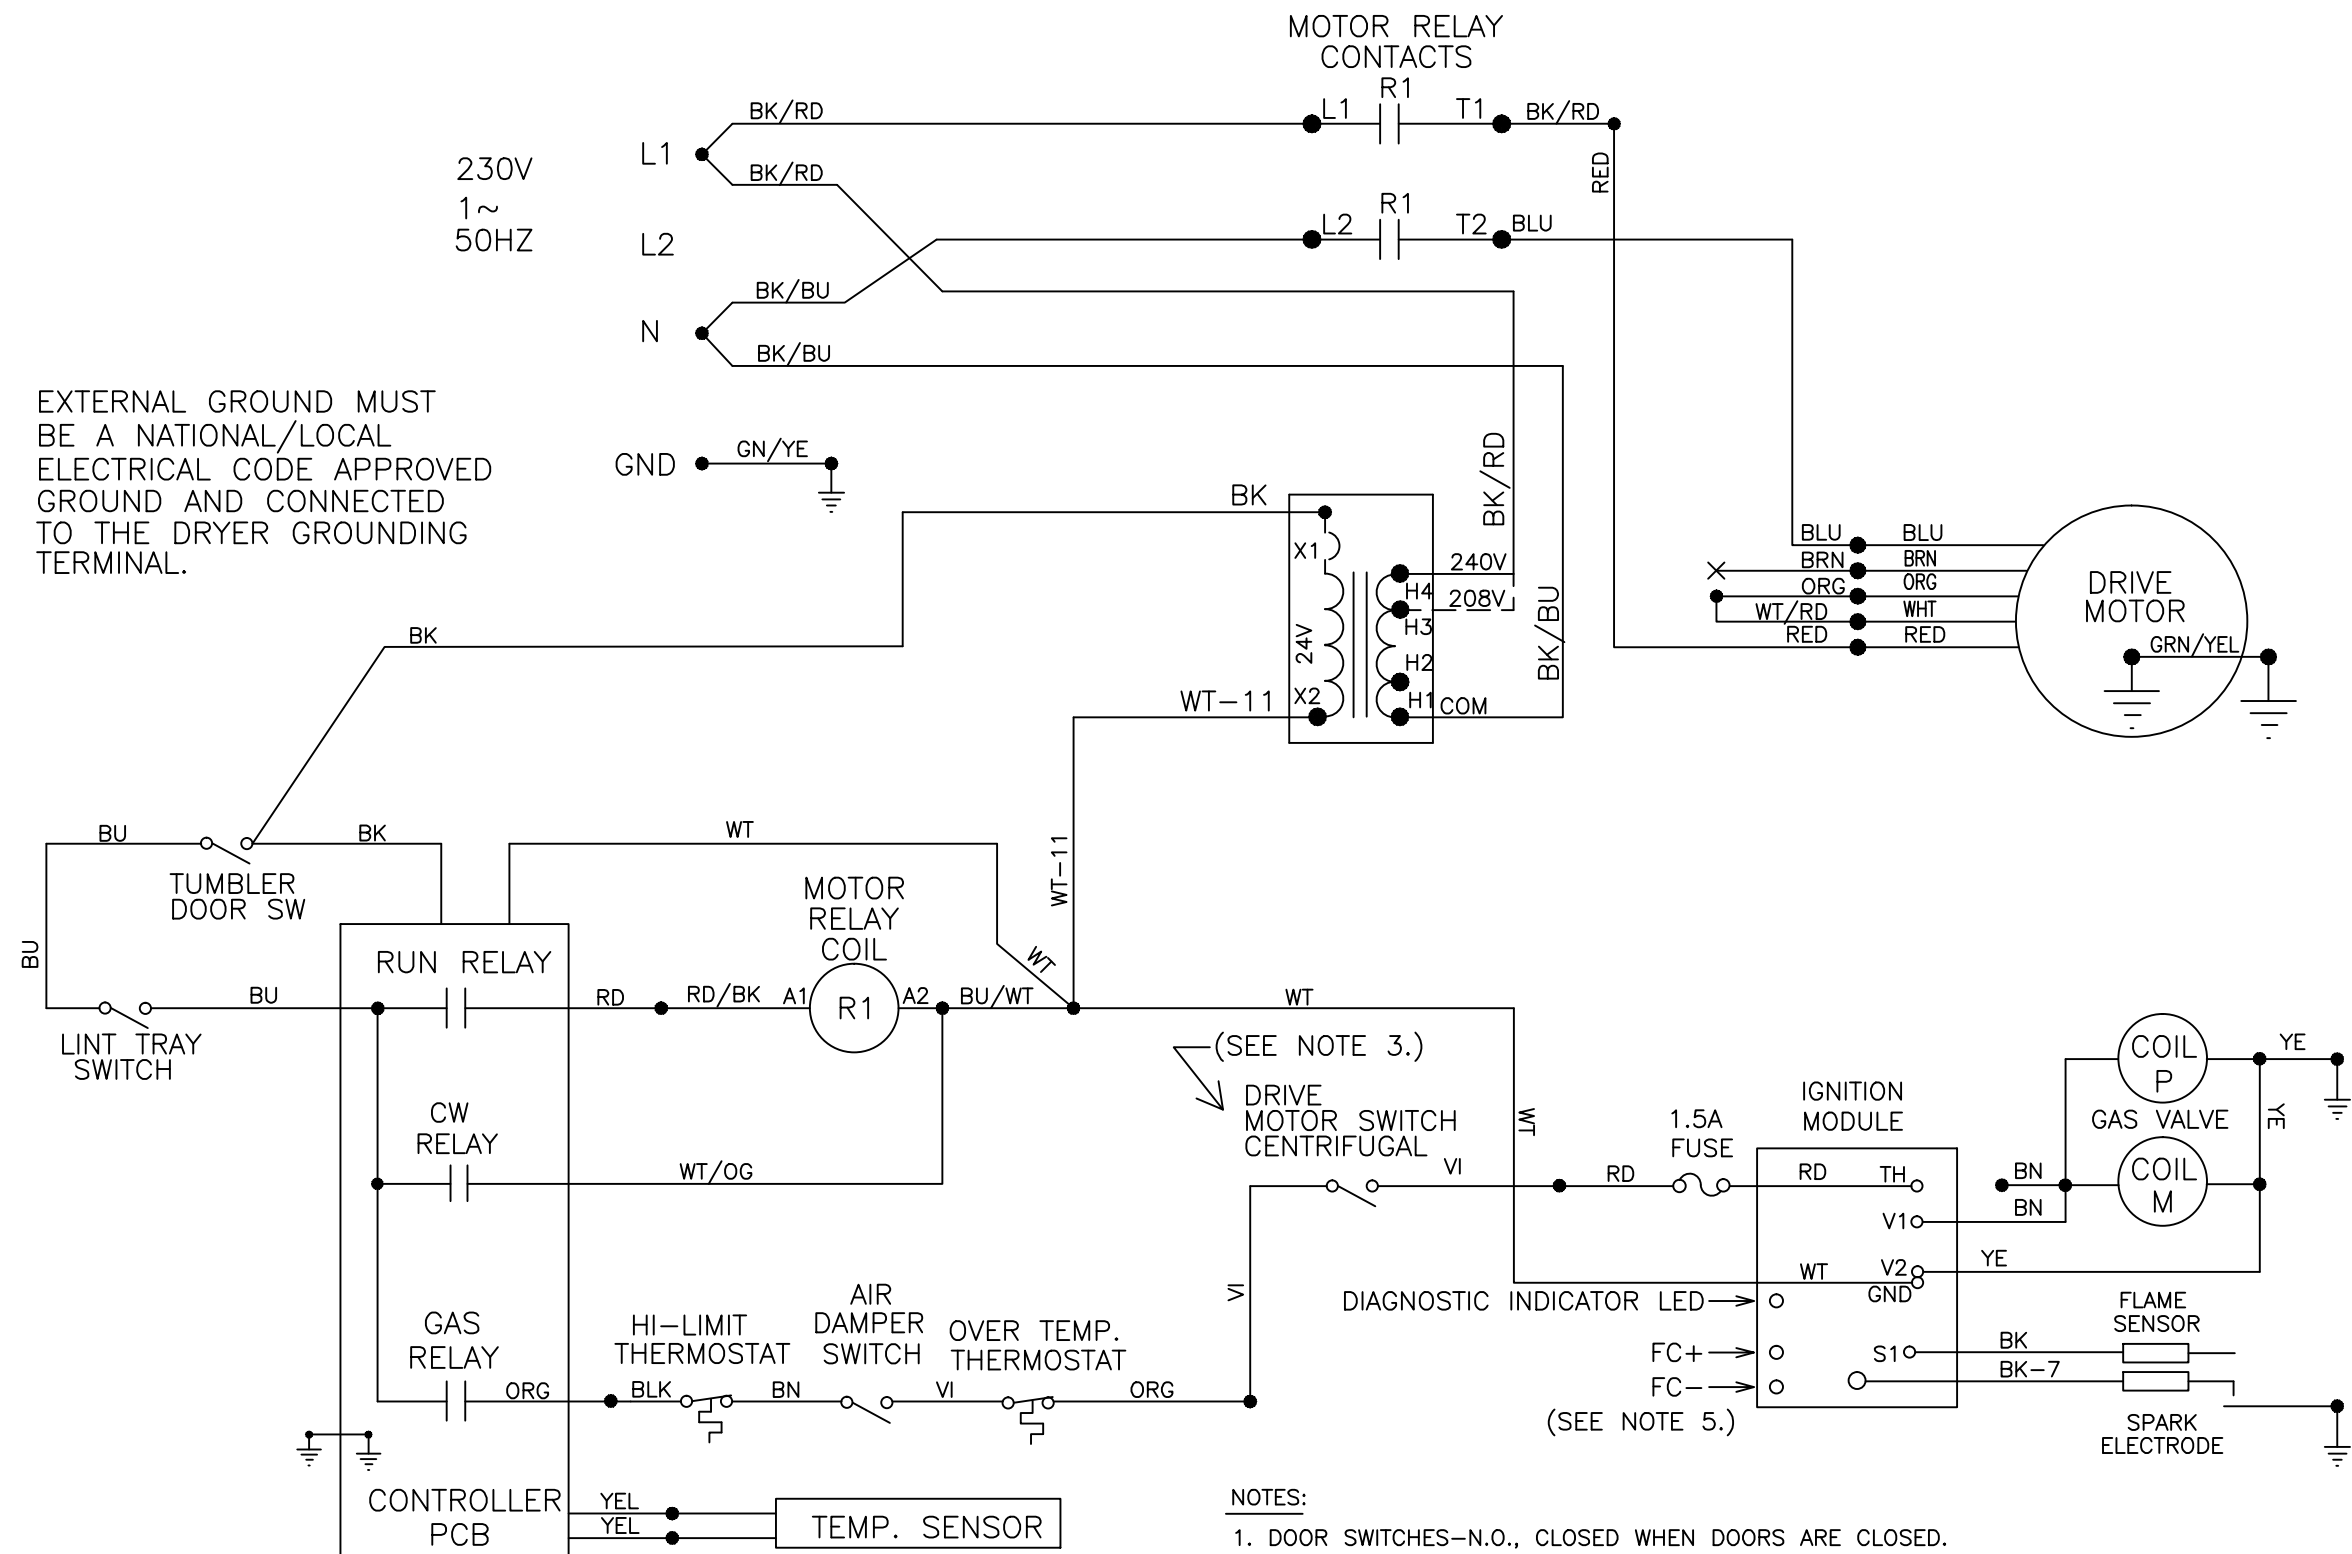 MOTOR RELAY
CONTACTS
R1
BK/RD
L1
T1
BK/RD
L1
BK/RD
RED
230V
1~
50HZ
R1
L2
L2
T2
BLU
BK/BU
N
BK/BU
EXTERNAL GROUND MUST
BE A NATIONAL/LOCAL
ELECTRICAL CODE APPROVED
GROUND AND CONNECTED
TO THE DRYER GROUNDING
TERMINAL.
GND
GN/YE
BK/RD
BK
X1
24V
X2
240V
H4
208V
H3
H2
H1
COM
BK/BU
BK
WT-11
BLU
BLU
BRN
BRN
ORG
ORG
WT/RD
WHT
RED
RED
DRIVE
MOTOR
GRN/YEL
BU
BK
WT
WT-11
TUMBLER
DOOR SW
BU
MOTOR
RELAY
COIL
RUN RELAY
WT
BU
RD
RD/BK
A1
R1
A2
BU/WT
WT
LINT TRAY
SWITCH
(SEE NOTE 3.)
DRIVE
MOTOR SWITCH
CENTRIFUGAL
CW
RELAY
WT/OG
VI
WT
RD
1.5A
FUSE
IGNITION
MODULE
RD
TH
V1
WT
V2
GND
S1
COIL
P
YE
GAS VALVE
YE
COIL
M
BN
BN
YE
VI
DIAGNOSTIC INDICATOR LED
FC+
FC-
(SEE NOTE 5.)
FLAME
SENSOR
BK
BK-7
SPARK
ELECTRODE
GAS
RELAY
HI-LIMIT
THERMOSTAT
AIR
DAMPER
SWITCH
OVER TEMP.
THERMOSTAT
ORG
BLK
BN
VI
ORG
CONTROLLER
PCB
YEL
YEL
TEMP. SENSOR
NOTES:
1. DOOR SWITCHES-N.O., CLOSED WHEN DOORS ARE CLOSED.